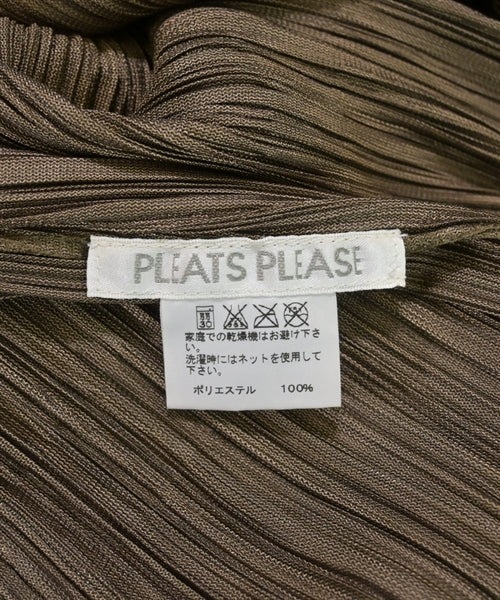 PLEATS PLEASE
家庭での乾燥機はお避け下さ
い。
洗濯時にはネットを使用して
下さい。
ポリエステル 100%